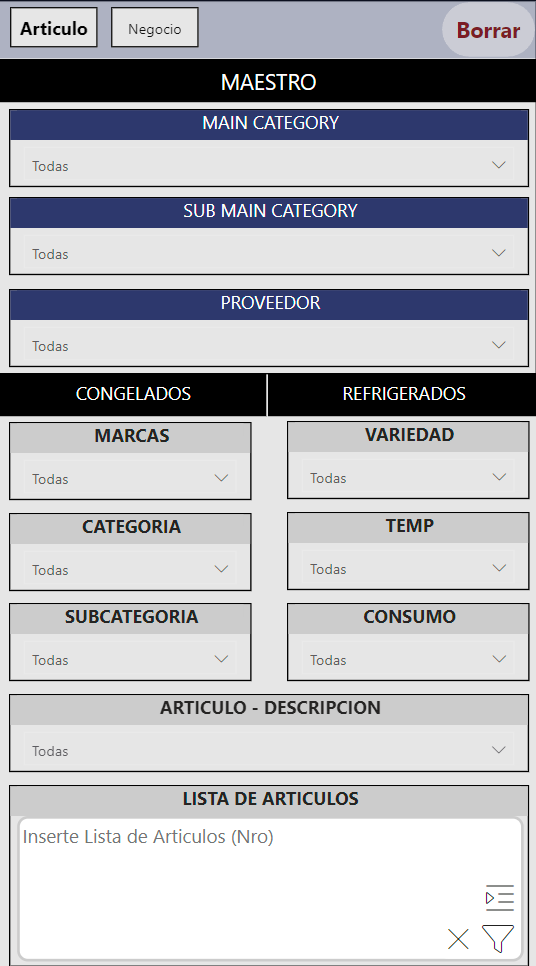 Articulo Negocio Borrar
MAESTRO
MAIN CATEGORY
Todas
SUB MAIN CATEGORY
Todas
PROVEEDOR
Todas
CONGELADOS REFRIGERADOS
MARCAS VARIEDAD
Todas Todas
CATEGORIA TEMP
Todas Todas
SUBCATEGORIA CONSUMO
Todas Todas
ARTICULO - DESCRIPCION
Todas
LISTA DE ARTICULOS
Inserte Lista de Articulos (Nro)